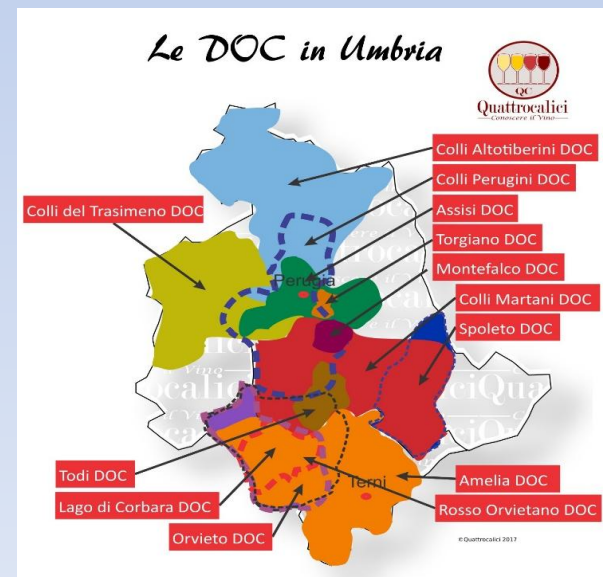 Le DOC in Umbria
QC
Quattrocalici
Conoscere il Vino
Colli Altotiberini DOC
Colli Perugini DOC
Assisi DOC
Colli del Trasimeno DOC
Torgiano DOC
Perugia
Montefalco DOC
Colli Martani DOC
Spoleto DOC
Todi DOC
Terni
Amelia DOC
Lago di Corbara DOC
Rosso Orvietano DOC
Orvieto DOC
©Quattrocalici 2017